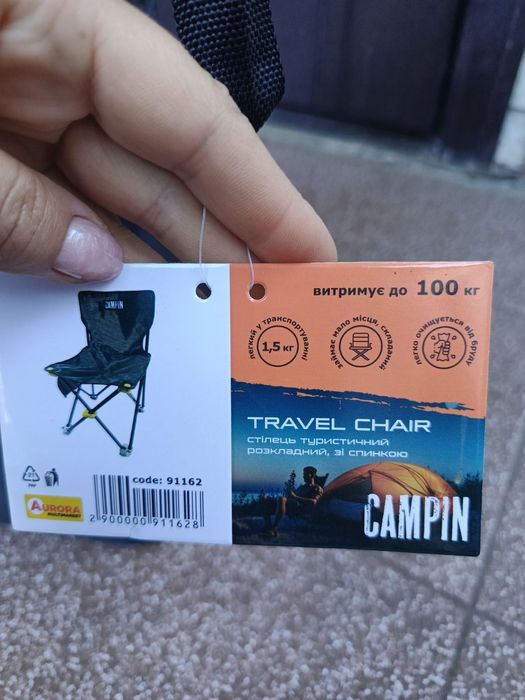 CAMPIN
code: 91162
AURORA
MULTIMARKET
2 900000 911628
витримує до 100 кг
легкий у транспортуванні
1,5 кг
займає мало місця, складаний
легко очищується від бруду
TRAVEL CHAIR
стілець туристичний
розкладний, зі спинкою
CAMPIN